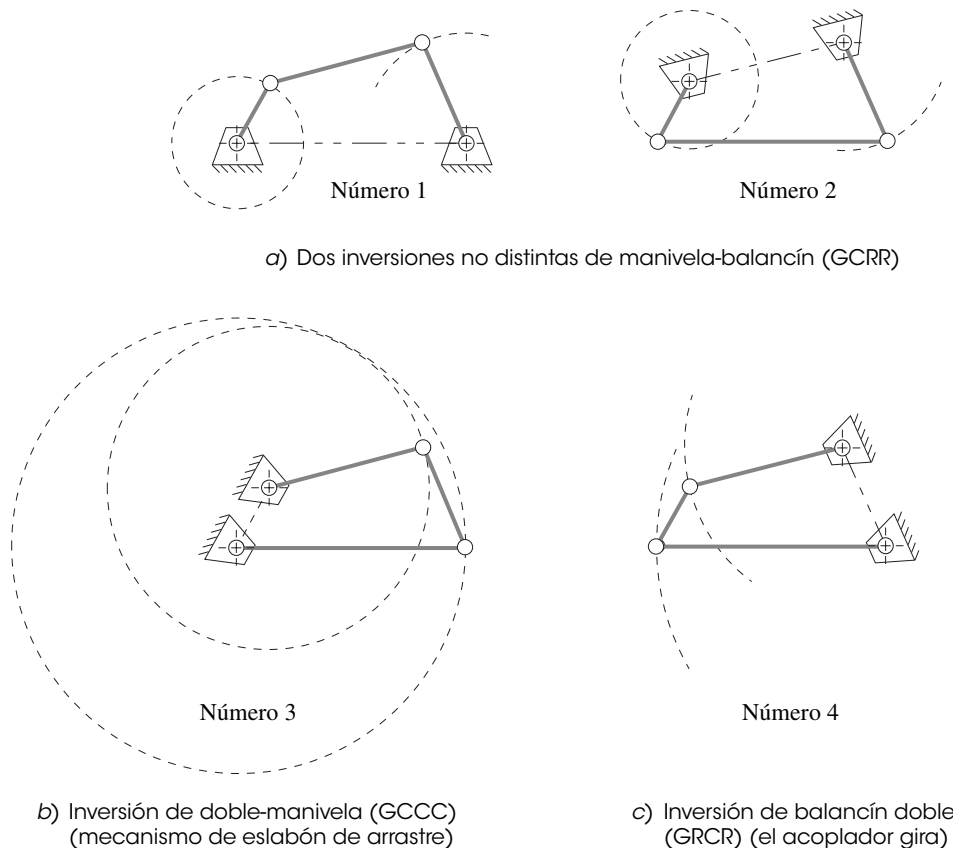 Número 1
Número 2
a) Dos inversiones no distintas de manivela-balancín (GCRR)
Número 3
Número 4
b) Inversión de doble-manivela (GCCC)
(mecanismo de eslabón de arrastre)
c) Inversión de balancín doble
(GRCR) (el acoplador gira)